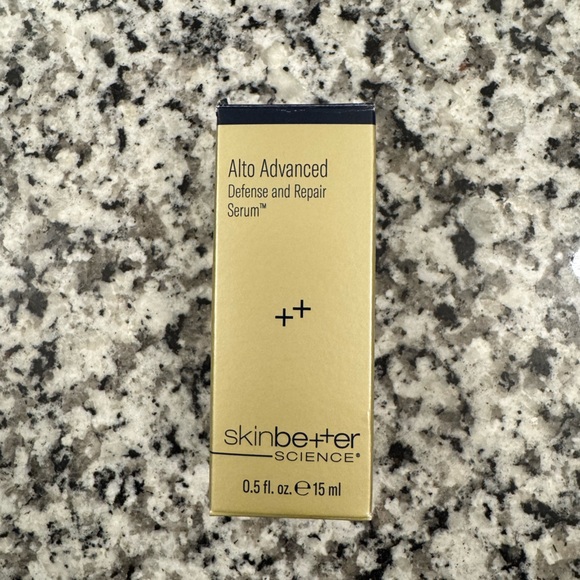 Alto Advanced
Defense and Repair
Serum™
++
skinbetter
SCIENCE®
0.5 fl. oz. ℮ 15 ml